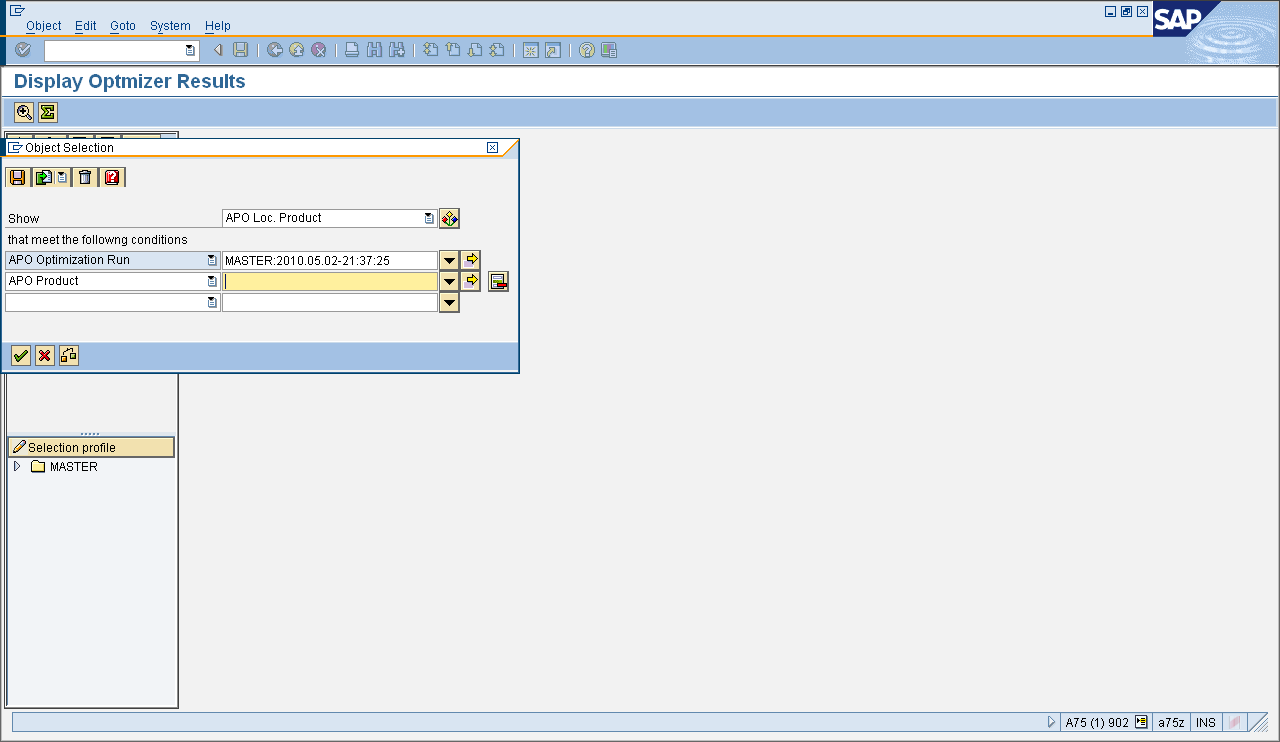 Object Edit Goto System Help
SAP
Display Optmizer Results
Object Selection
Show APO Loc. Product
that meet the followng conditions
APO Optimization Run MASTER:2010.05.02-21:37:25
APO Product
Selection profile
MASTER
A75 (1) 902 a75z INS